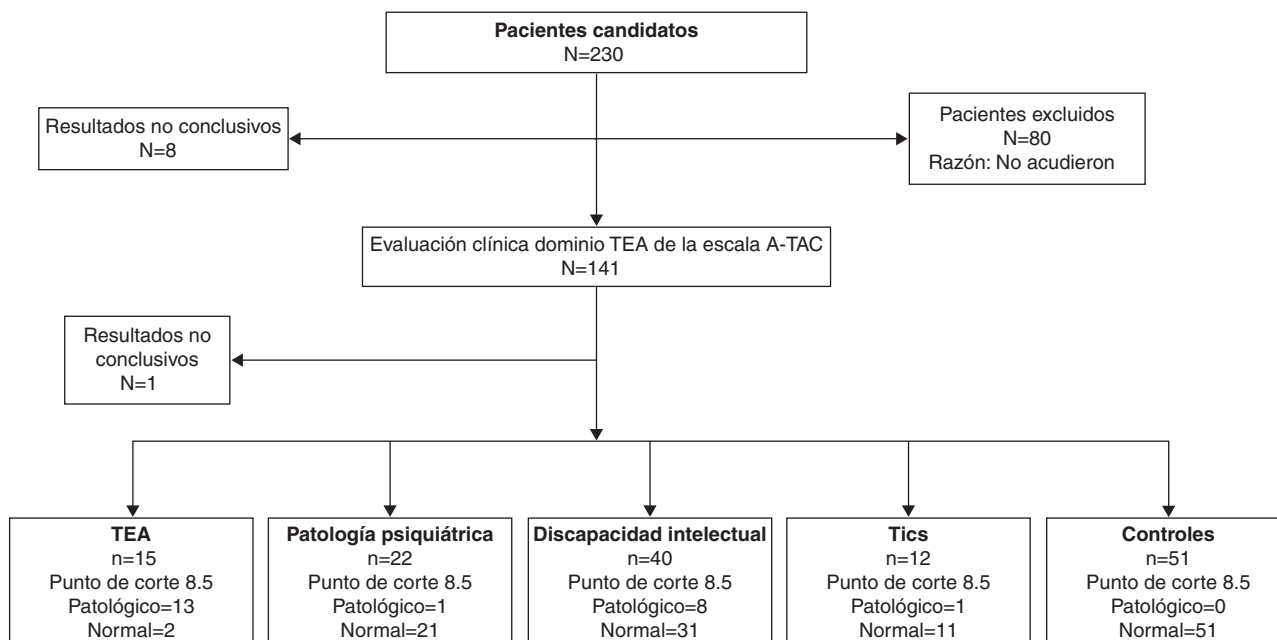 Pacientes candidatos
N=230
Resultados no conclusivos
N=8
Pacientes excluidos
N=80
Razón: No acudieron
Evaluación clínica dominio TEA de la escala A-TAC
N=141
Resultados no
conclusivos
N=1
TEA
n=15
Punto de corte 8.5
Patológico=13
Normal=2
Patología psiquiátrica
n=22
Punto de corte 8.5
Patológico=1
Normal=21
Discapacidad intelectual
n=40
Punto de corte 8.5
Patológico=8
Normal=31
Tics
n=12
Punto de corte 8.5
Patológico=1
Normal=11
Controles
n=51
Punto de corte 8.5
Patológico=0
Normal=51